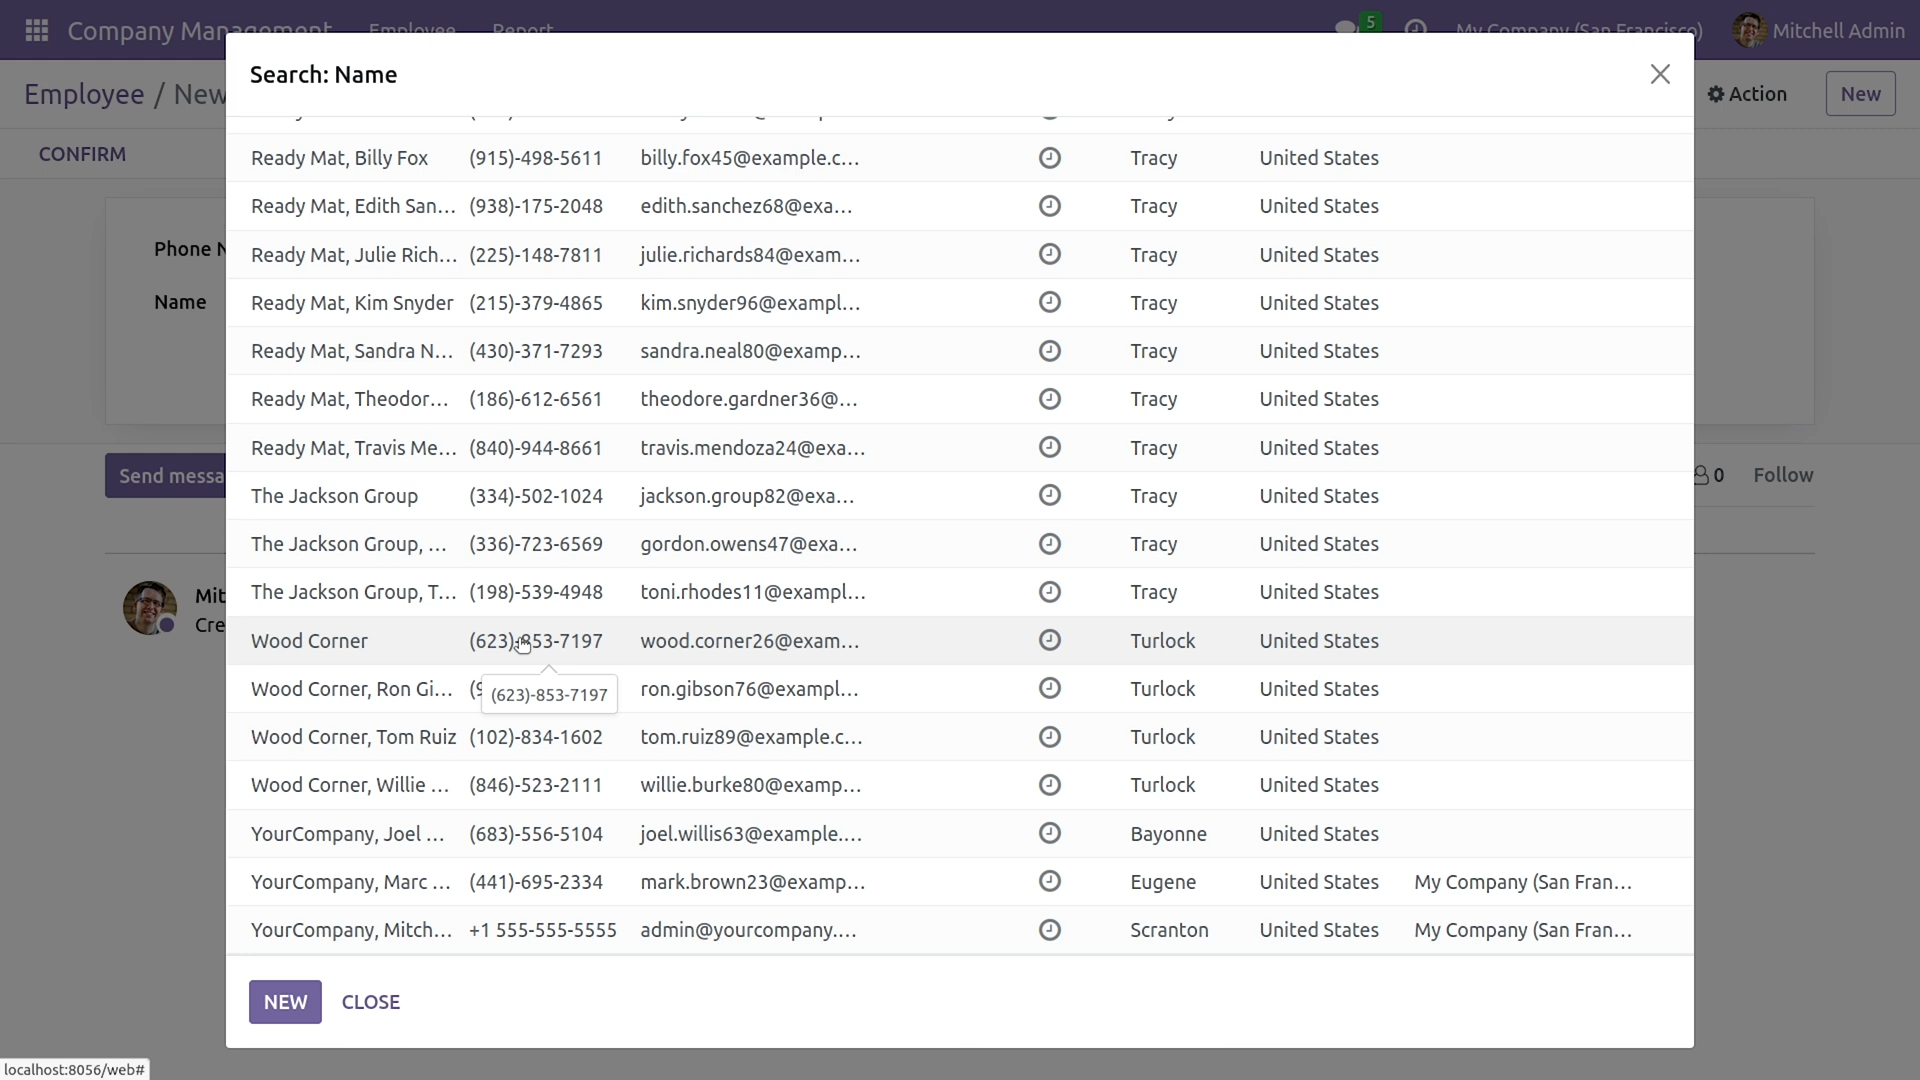 Company Management Employee Report 5 My Company (San Francisco) Mitchell Admin
Search: Name
Employee / New Action New
CONFIRM
Ready Mat, Billy Fox (915)-498-5611 billy.fox45@example.c... Tracy United States
Ready Mat, Edith San... (938)-175-2048 edith.sanchez68@exa... Tracy United States
Phone N
Ready Mat, Julie Rich... (225)-148-7811 julie.richards84@exam... Tracy United States
Name
Ready Mat, Kim Snyder (215)-379-4865 kim.snyder96@exampl... Tracy United States
Ready Mat, Sandra N... (430)-371-7293 sandra.neal80@examp... Tracy United States
Ready Mat, Theodor... (186)-612-6561 theodore.gardner36@... Tracy United States
Ready Mat, Travis Me... (840)-944-8661 travis.mendoza24@exa... Tracy United States
Send messa 0 Follow
The Jackson Group (334)-502-1024 jackson.group82@exa... Tracy United States
The Jackson Group, ... (336)-723-6569 gordon.owens47@exa... Tracy United States
The Jackson Group, T... (198)-539-4948 toni.rhodes11@exampl... Tracy United States
Mit
Cre
Wood Corner (623)-853-7197 wood.corner26@exam... Turlock United States
Wood Corner, Ron Gi... (9 ron.gibson76@exampl... Turlock United States
(623)-853-7197
Wood Corner, Tom Ruiz (102)-834-1602 tom.ruiz89@example.c... Turlock United States
Wood Corner, Willie ... (846)-523-2111 willie.burke80@examp... Turlock United States
YourCompany, Joel ... (683)-556-5104 joel.willis63@example.... Bayonne United States
YourCompany, Marc ... (441)-695-2334 mark.brown23@examp... Eugene United States My Company (San Fran...
YourCompany, Mitch... +1 555-555-5555 admin@yourcompany.... Scranton United States My Company (San Fran...
NEW CLOSE
localhost:8056/web#